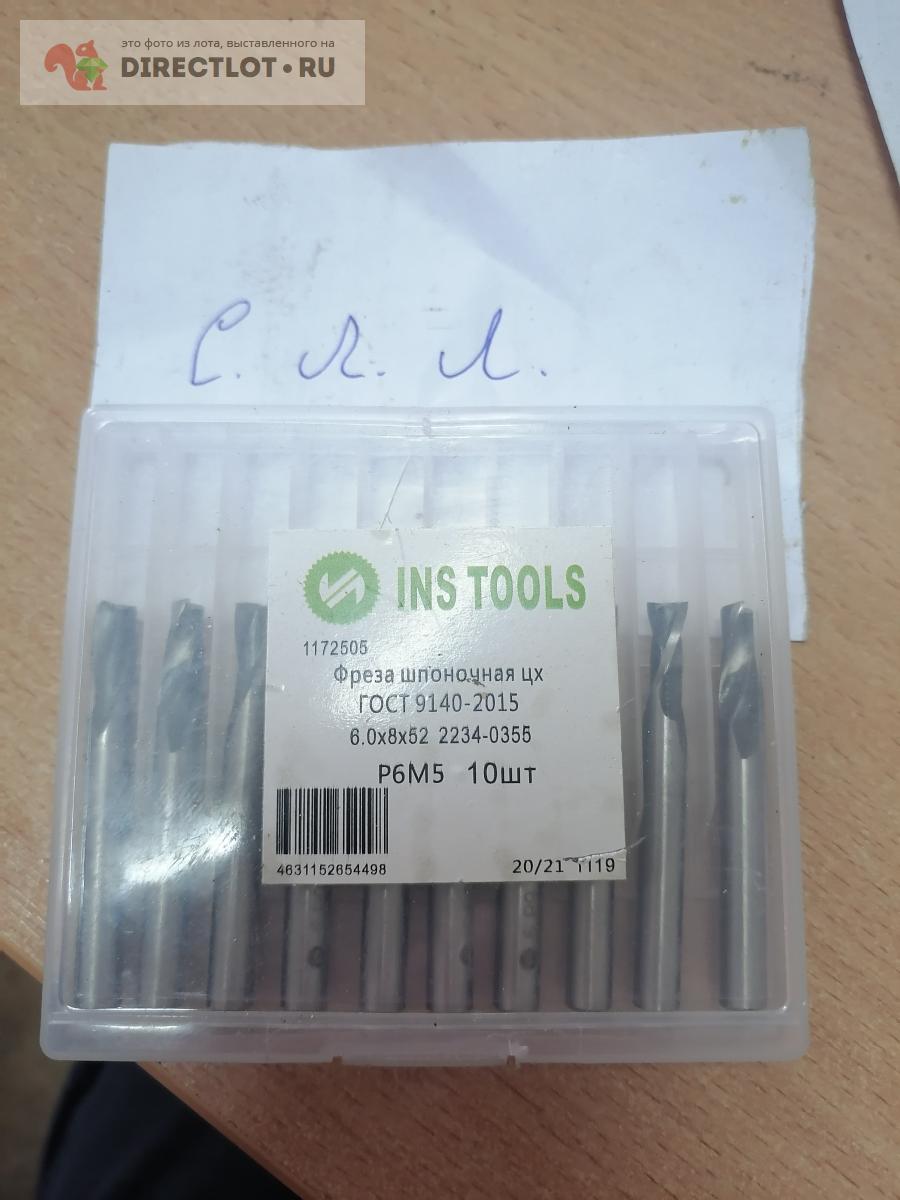 это фото из лота, выставленного на
DIRECTLOT•RU
С. Л. Л.
INS TOOLS
1172505
Фреза шпоночная цх
ГОСТ 9140-2015
6.0x8x52 2234-0355
Р6М5 10шт
4631152654498
20/21 1119